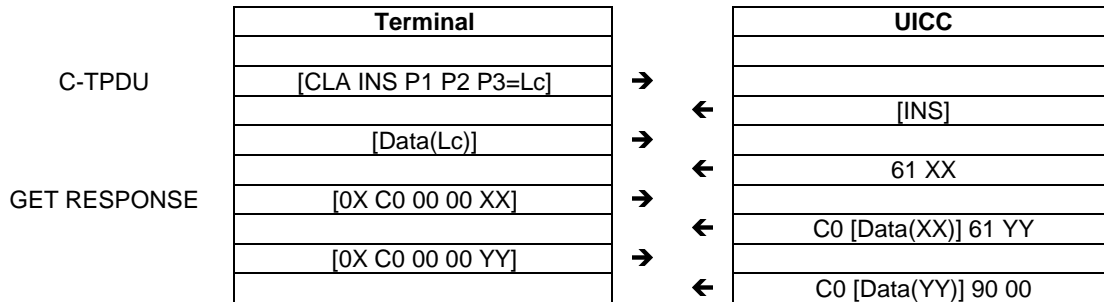 Terminal UICC
C-TPDU [CLA INS P1 P2 P3=Lc] →
← [INS]
[Data(Lc)] →
← 61 XX
GET RESPONSE [0X C0 00 00 XX] →
← C0 [Data(XX)] 61 YY
[0X C0 00 00 YY] →
← C0 [Data(YY)] 90 00